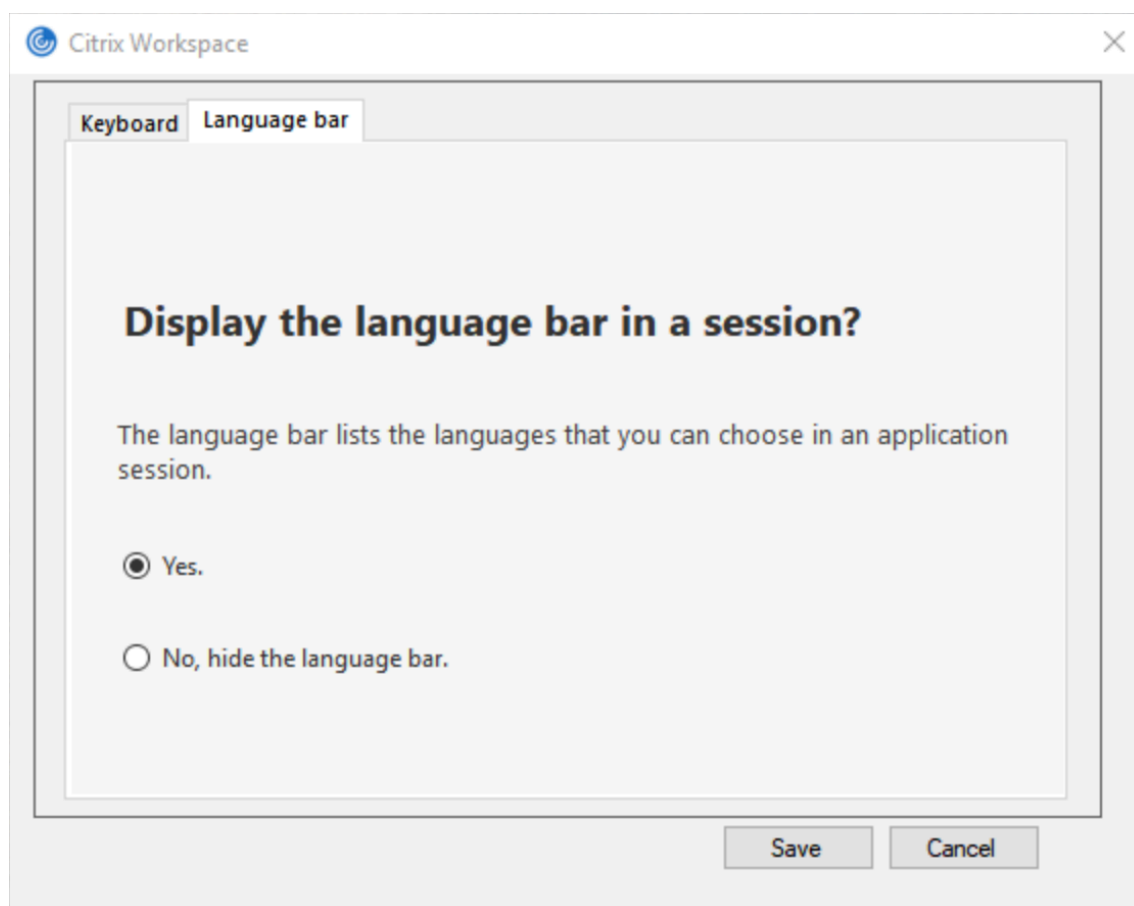 Citrix Workspace
Keyboard
Language bar
Display the language bar in a session?
The language bar lists the languages that you can choose in an application
session.
Yes.
No, hide the language bar.
Save
Cancel